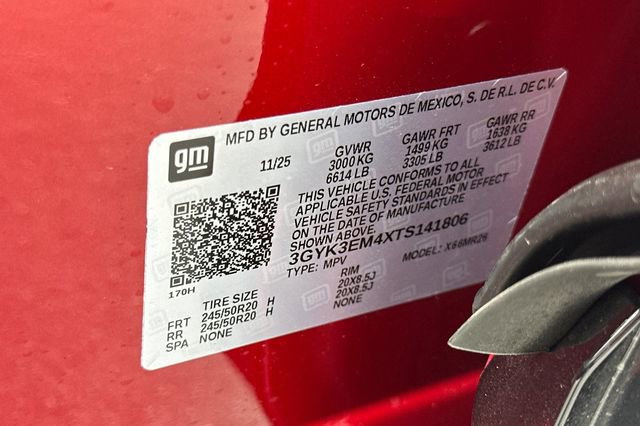 gm
MFD BY GENERAL MOTORS DE MEXICO, S. DE R.L. DE C.V.
11/25 GVWR GAWR FRT GAWR RR
3000 KG 1499 KG 1638 KG
6614 LB 3305 LB 3612 LB
THIS VEHICLE CONFORMS TO ALL
APPLICABLE U.S. FEDERAL MOTOR
VEHICLE SAFETY STANDARDS IN EFFECT
ON THE DATE OF MANUFACTURE
SHOWN ABOVE.
3GYK3EM4XTS141806
TYPE: MPV MODEL: X66MR26
170H
TIRE SIZE RIM
FRT 245/50R20 H 20X8.5J
RR 245/50R20 H 20X8.5J
SPA NONE NONE